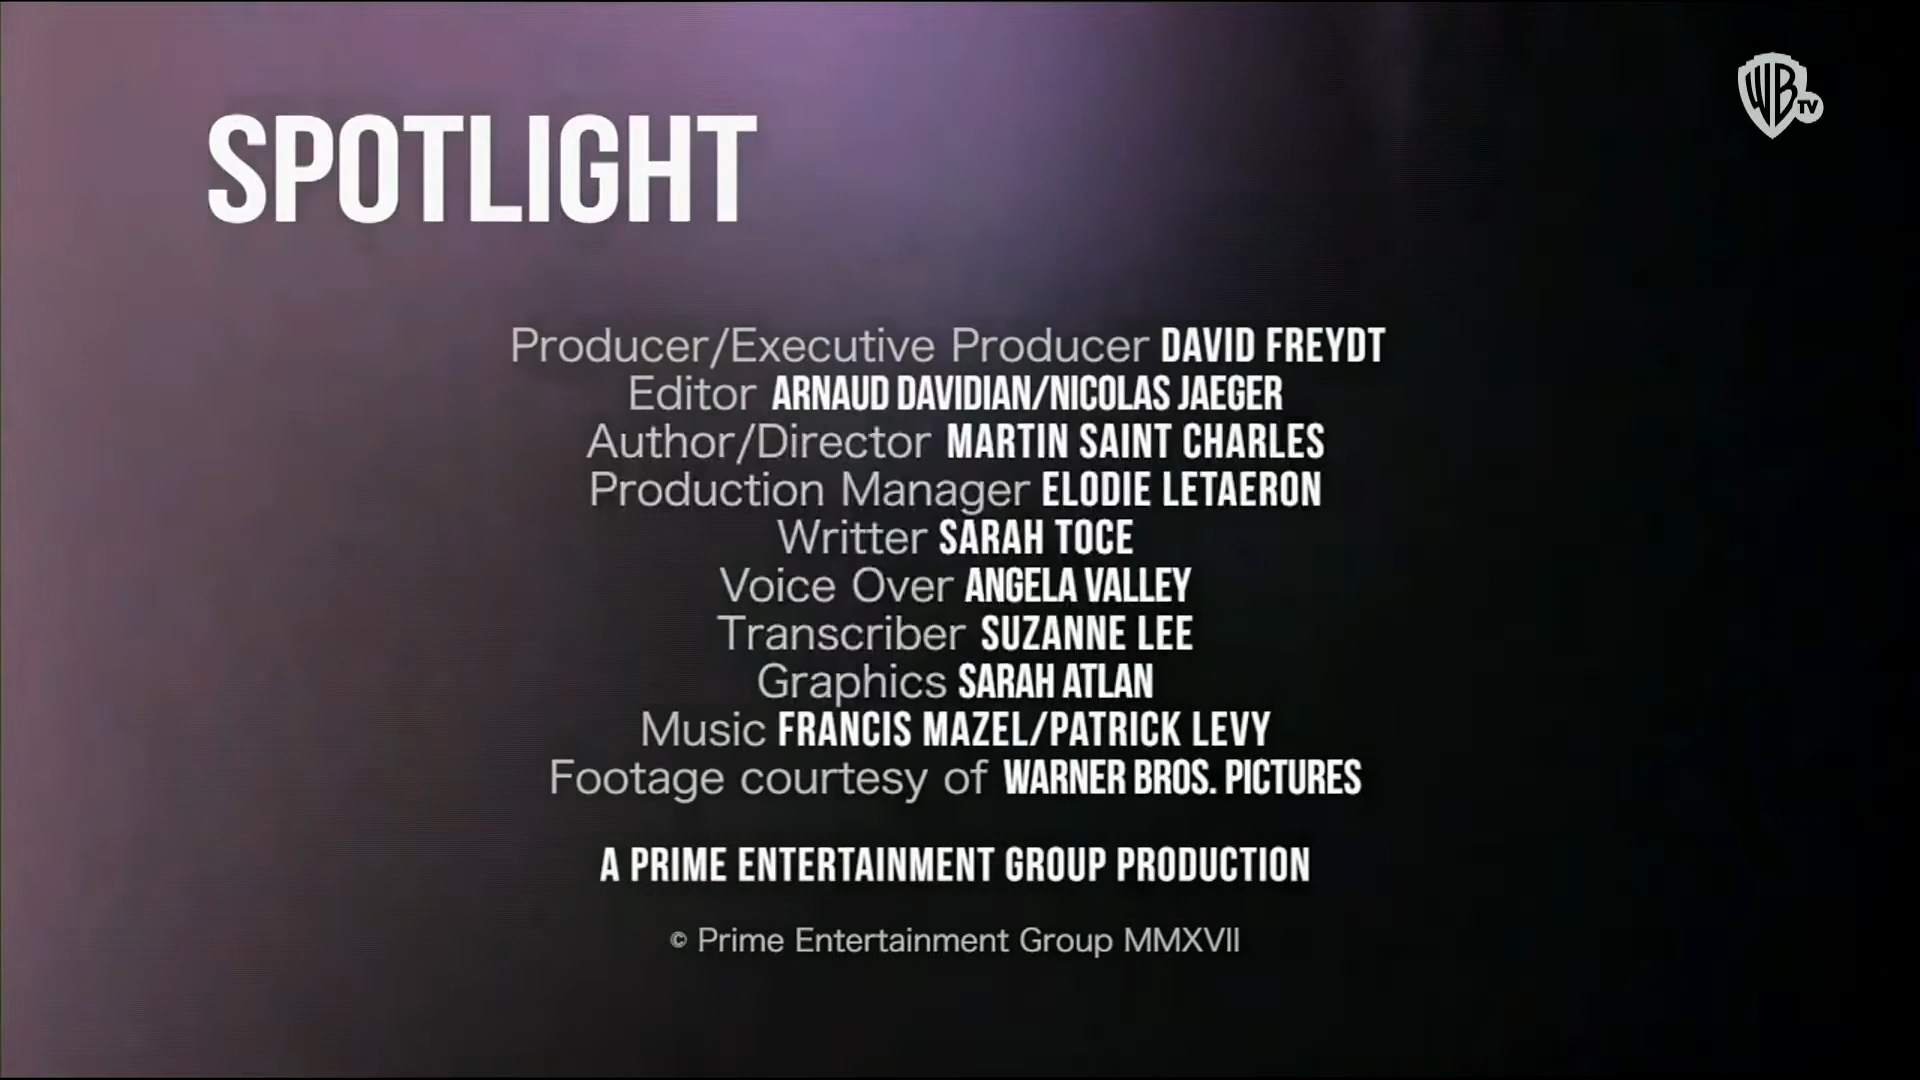 WB TV
SPOTLIGHT
Producer/Executive Producer DAVID FREYDT
Editor ARNAUD DAVIDIAN/NICOLAS JAEGER
Author/Director MARTIN SAINT CHARLES
Production Manager ELODIE LETAERON
Writter SARAH TOCE
Voice Over ANGELA VALLEY
Transcriber SUZANNE LEE
Graphics SARAH ATLAN
Music FRANCIS MAZEL/PATRICK LEVY
Footage courtesy of WARNER BROS. PICTURES
A PRIME ENTERTAINMENT GROUP PRODUCTION
© Prime Entertainment Group MMXVII